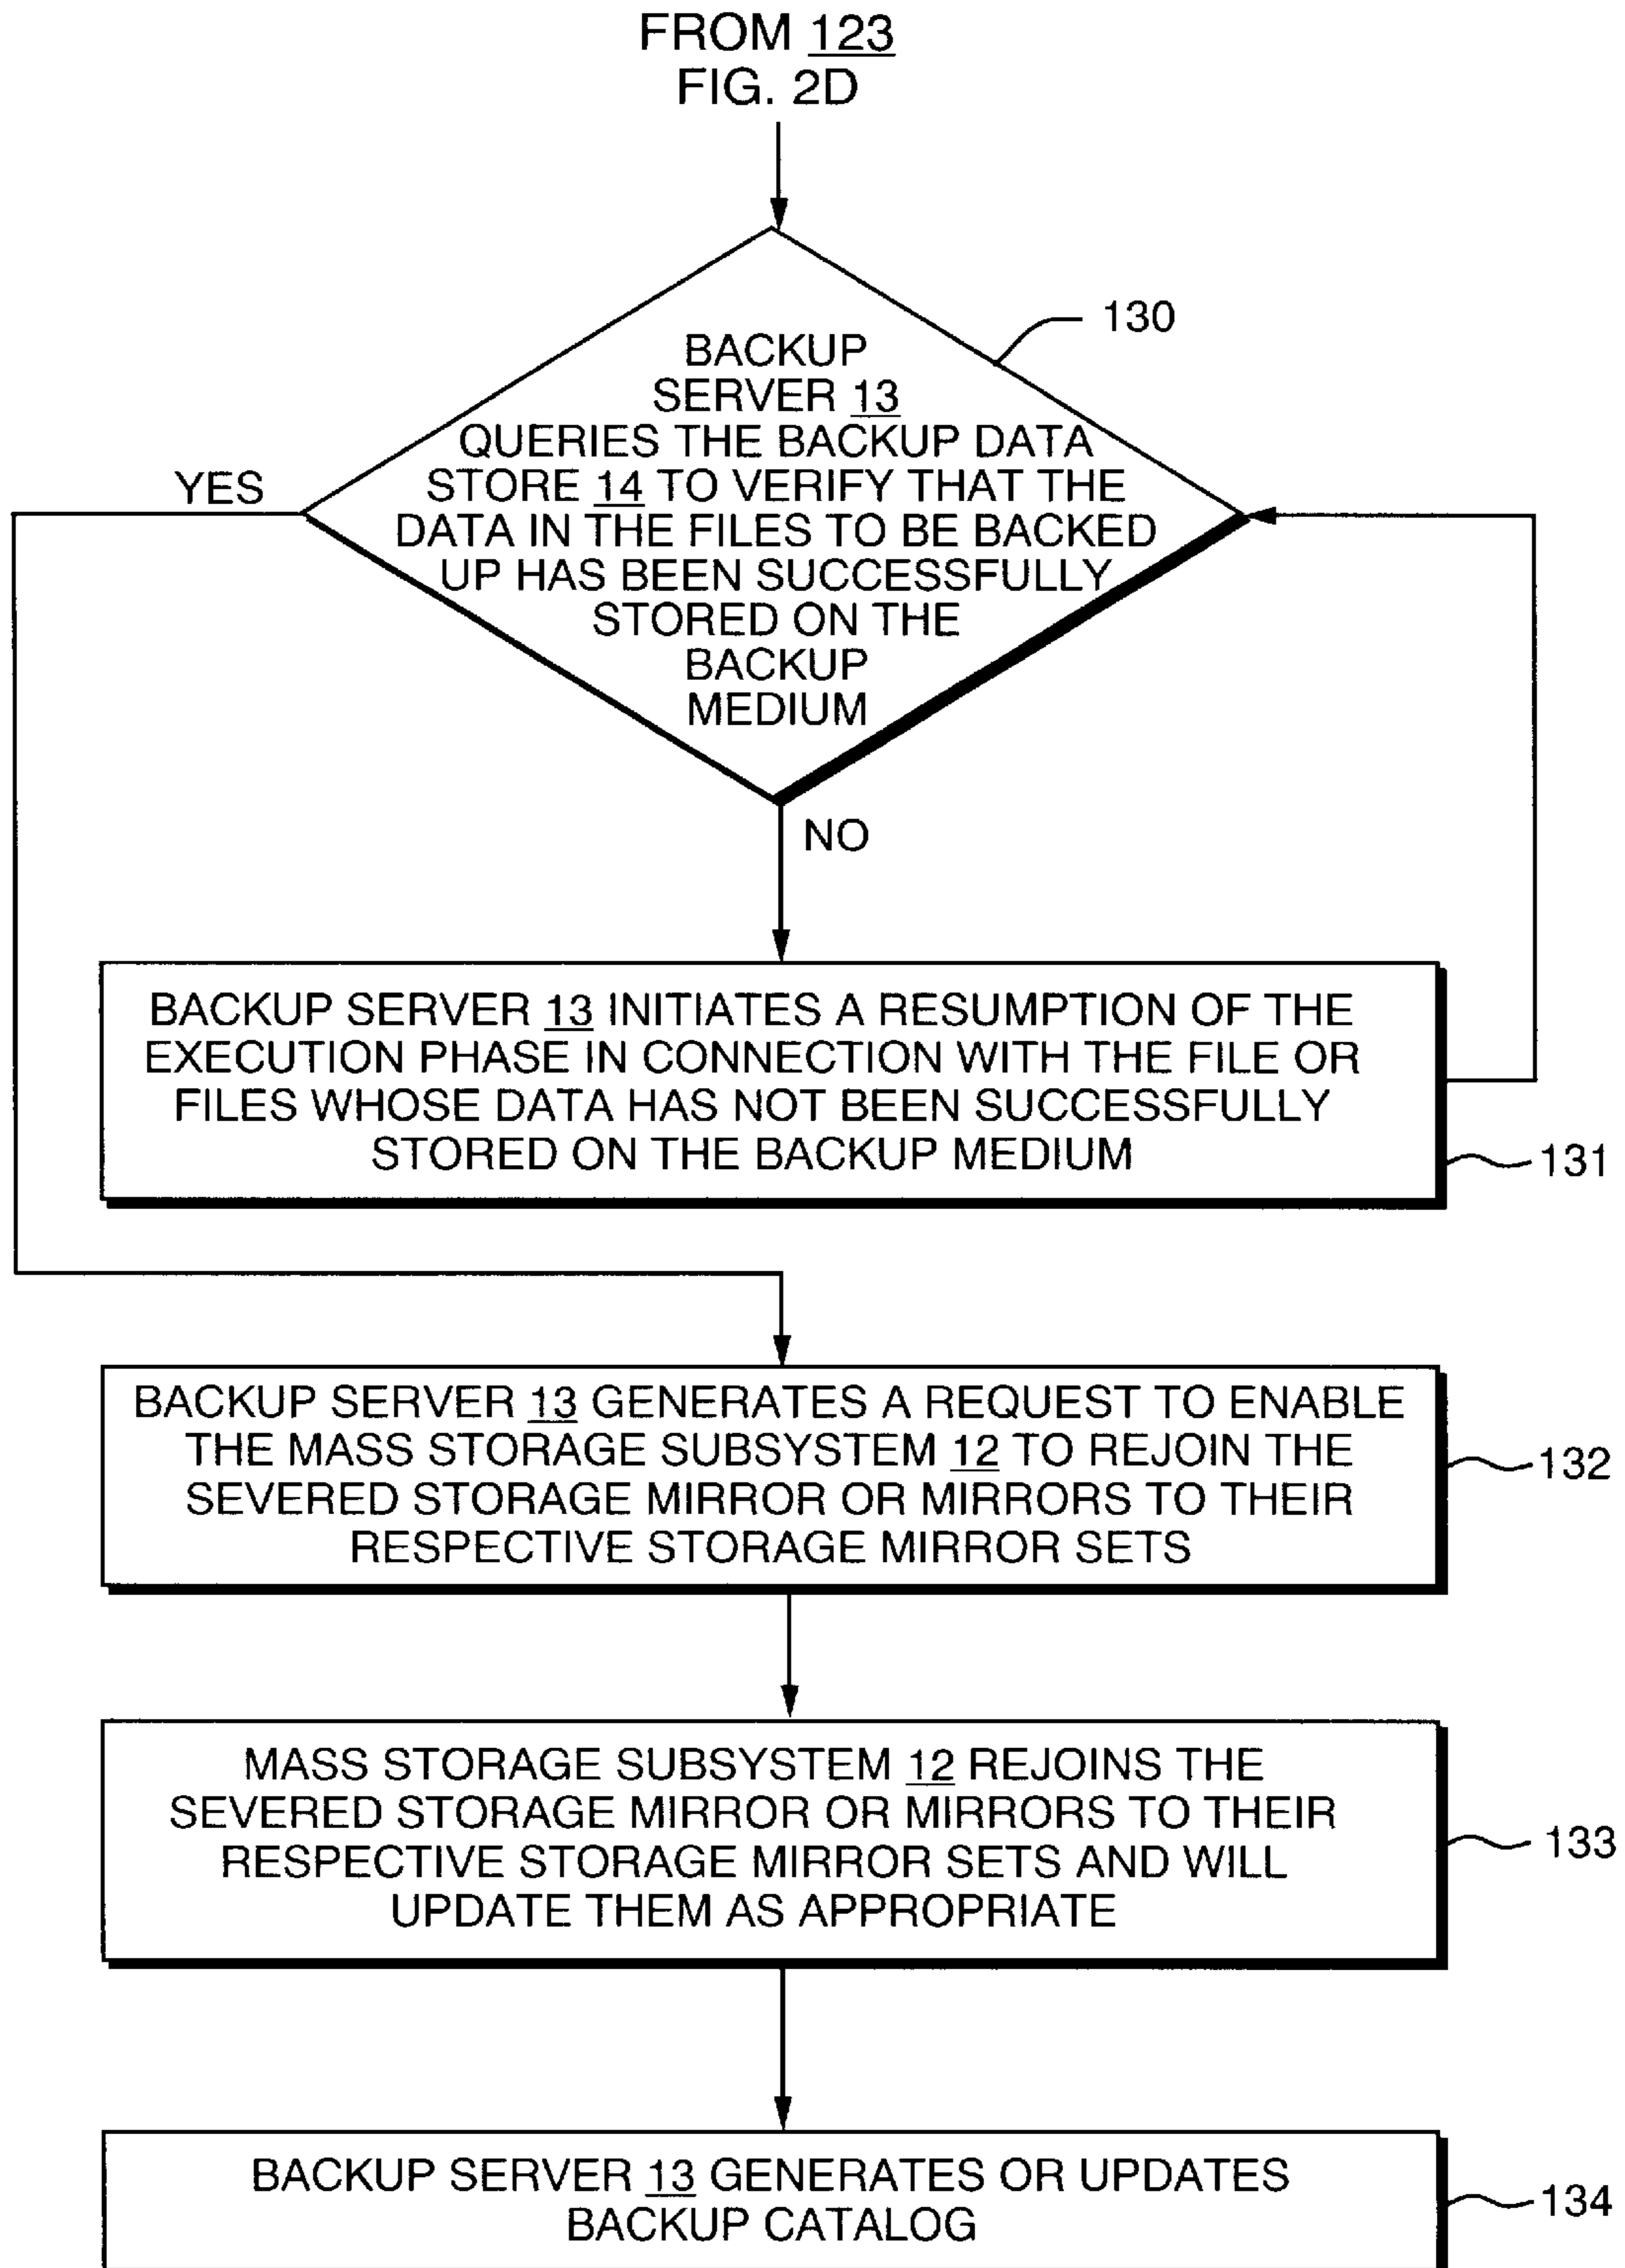 FROM 123
FIG. 2D
130
BACKUP
SERVER 13
QUERIES THE BACKUP DATA
STORE 14 TO VERIFY THAT THE
DATA IN THE FILES TO BE BACKED
UP HAS BEEN SUCCESSFULLY
STORED ON THE
BACKUP
MEDIUM
YES
NO
BACKUP SERVER 13 INITIATES A RESUMPTION OF THE
EXECUTION PHASE IN CONNECTION WITH THE FILE OR
FILES WHOSE DATA HAS NOT BEEN SUCCESSFULLY
STORED ON THE BACKUP MEDIUM
131
BACKUP SERVER 13 GENERATES A REQUEST TO ENABLE
THE MASS STORAGE SUBSYSTEM 12 TO REJOIN THE
SEVERED STORAGE MIRROR OR MIRRORS TO THEIR
RESPECTIVE STORAGE MIRROR SETS
132
MASS STORAGE SUBSYSTEM 12 REJOINS THE
SEVERED STORAGE MIRROR OR MIRRORS TO THEIR
RESPECTIVE STORAGE MIRROR SETS AND WILL
UPDATE THEM AS APPROPRIATE
133
BACKUP SERVER 13 GENERATES OR UPDATES
BACKUP CATALOG
134